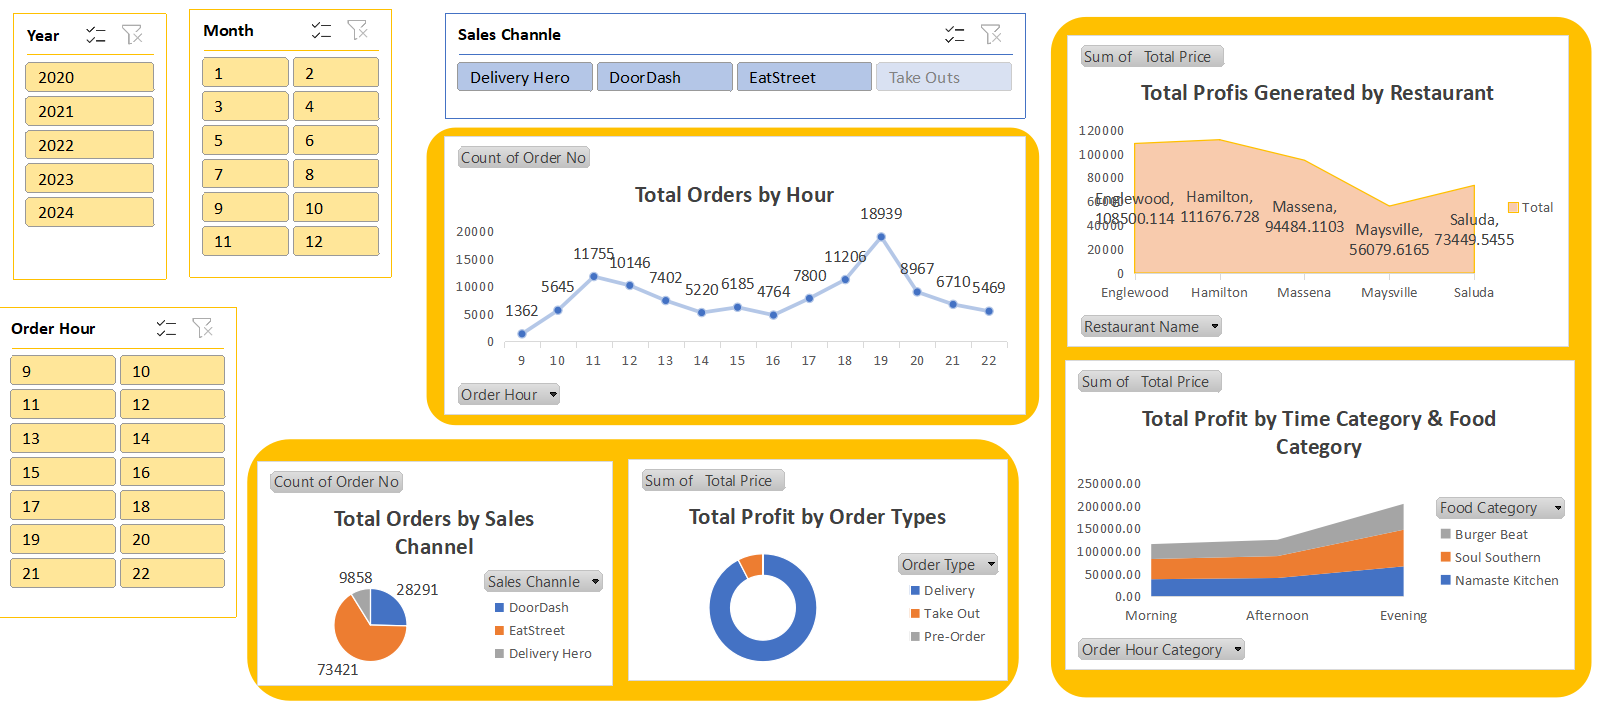 Year
2020
2021
2022
2023
2024
Month
1 2
3 4
5 6
7 8
9 10
11 12
Order Hour
9 10
11 12
13 14
15 16
17 18
19 20
21 22
Sales Channle
Delivery Hero DoorDash EatStreet Take Outs
Count of Order No
Total Orders by Hour
20000
15000
10000
5000
0
1362 5645 11755 10146 7402 5220 6185 4764 7800 11206 18939 8967 6710 5469
9 10 11 12 13 14 15 16 17 18 19 20 21 22
Order Hour
Count of Order No
Total Orders by Sales
Channel
9858
28291
73421
Sales Channle
DoorDash
EatStreet
Delivery Hero
Sum of Total Price
Total Profit by Order Types
Order Type
Delivery
Take Out
Pre-Order
Sum of Total Price
Total Profis Generated by Restaurant
120000
100000
80000
60000
40000
20000
0
Englewood,
108500.114
Hamilton,
111676.728
Massena,
94484.1103
Maysville,
56079.6165
Saluda,
73449.5455
Total
Englewood Hamilton Massena Maysville Saluda
Restaurant Name
Sum of Total Price
Total Profit by Time Category & Food
Category
250000.00
200000.00
150000.00
100000.00
50000.00
0.00
Morning Afternoon Evening
Food Category
Burger Beat
Soul Southern
Namaste Kitchen
Order Hour Category